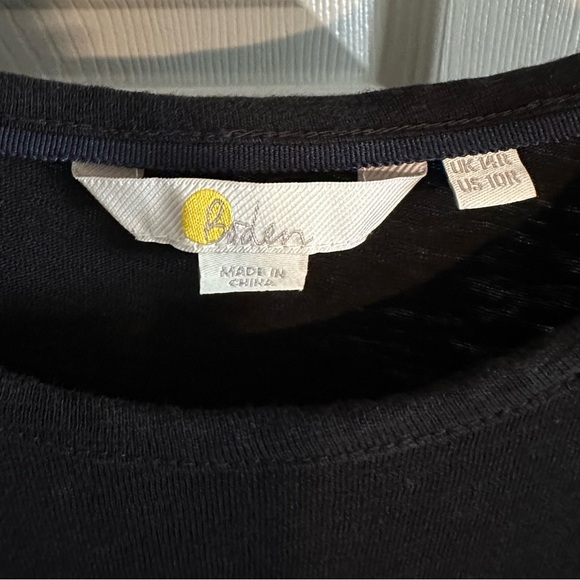 Boden
MADE IN
CHINA
UK 14R
US 10R